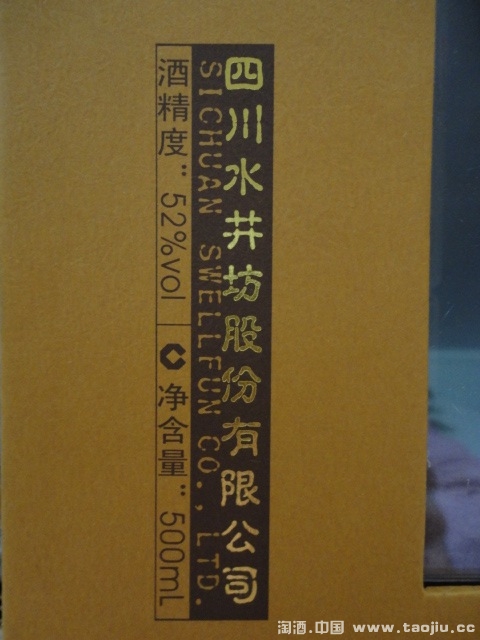 四川水井坊股份有限公司
SICHUAN SWELLFUN CO., LTD.
酒精度：52%vol
净含量：500mL
淘酒.中国 www.taojiu.cc